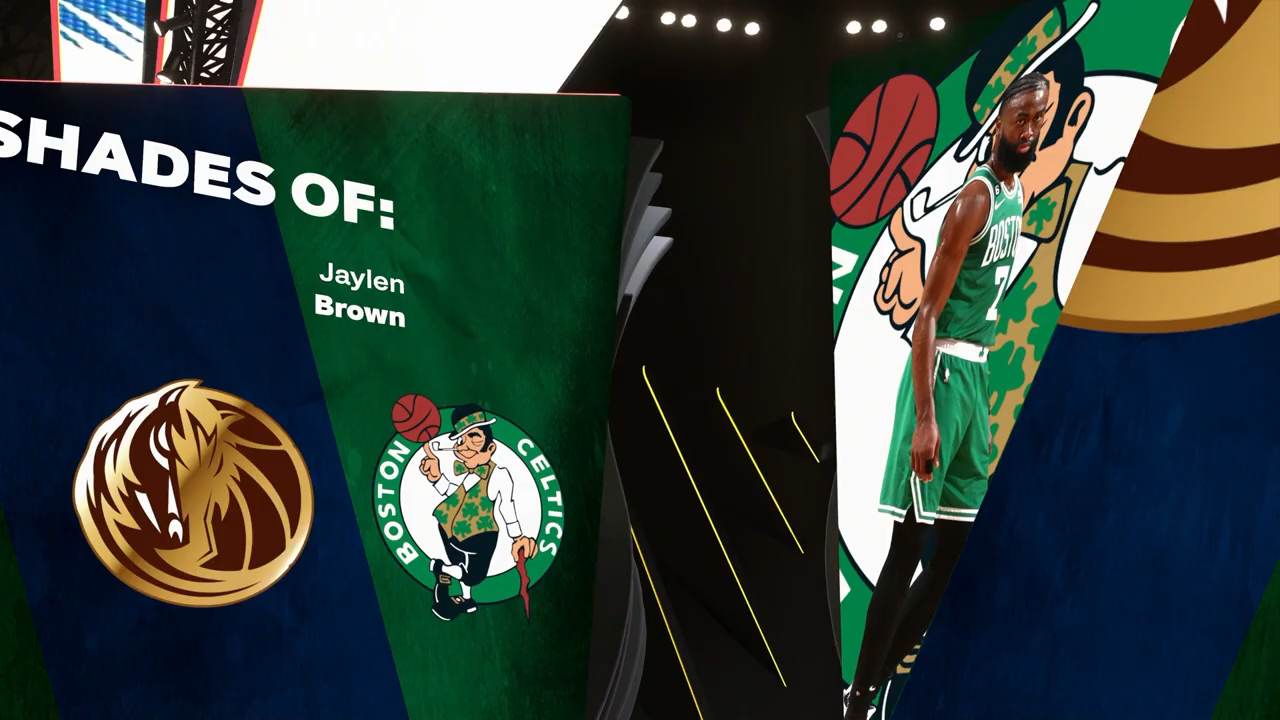 SHADES OF:
Jaylen
Brown
BOSTON
CELTICS
BOSTON
7